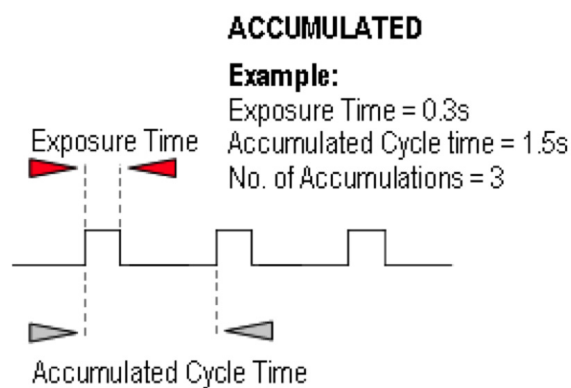 ACCUMULATED
Example:
Exposure Time = 0.3s
Accumulated Cycle time = 1.5s
No. of Accumulations = 3
Exposure Time
Accumulated Cycle Time